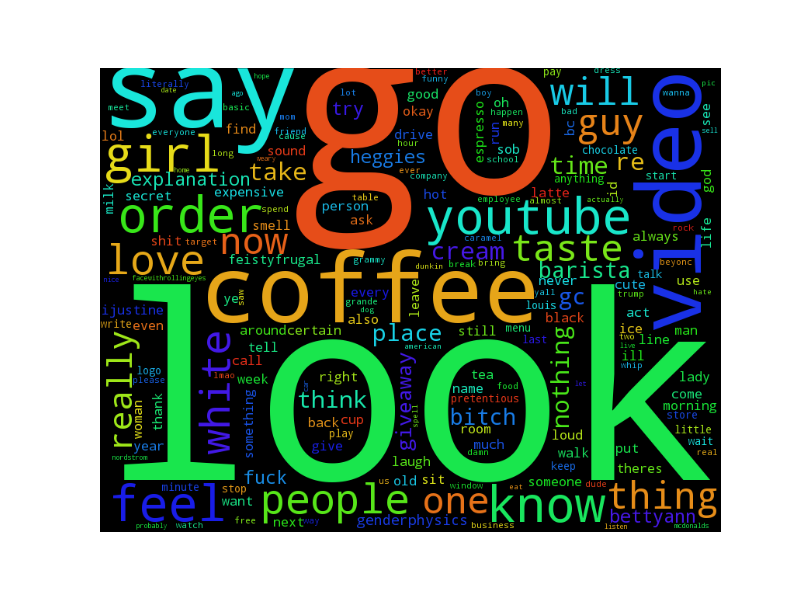 say
go
video
look
coffee
literally
ago
hope
lot
better
funny
boy
pay
dress
pic
meet
date
basic
mom
try
good
oh
happen
bad
will
wanna
see
sell
lol
everyone
find
cause
friend
okay
drive
espresso
run
many
bc
guy
girl
long
sound
hour
heggies
sob
school
chocolate
time
re
god
home
weary
take
ever
company
anything
start
milk
explanation
secret
expensive
table
person
hot
employee
latte
almost
id
actually
life
order
spend
smell
ask
youtube
always
rock
shit
target
now
cream
caramel
taste
talk
beyonc
love
feistyfrugal
grammy
dunkin
break
bring
barista
never
cute
trump
use
hate
facewithrollingeyes
nice
ye
saw
every
grande
dog
leave
yall
louis
gc
act
ijustine
write
even
aroundcertain
also
place
still
menu
black
ice
two
man
until
live
really
white
tell
call
american
last
line
ill
logo
please
week
lmao
right
think
tea
name
food
pretentious
nothing
whip
lady
woman
thank
something
cup
back
play
giveaway
spell
bitch
room
damn
let
come
morning
store
year
give
much
loud
walk
put
little
wait
real
nordstrom
laugh
keep
someone
theres
minute
fuck
us
old
sit
window
eat
dude
feel
stop
want
people
one
know
thing
probably
watch
free
next
way
genderphysics
business
listen
bettyann
mcdonalds